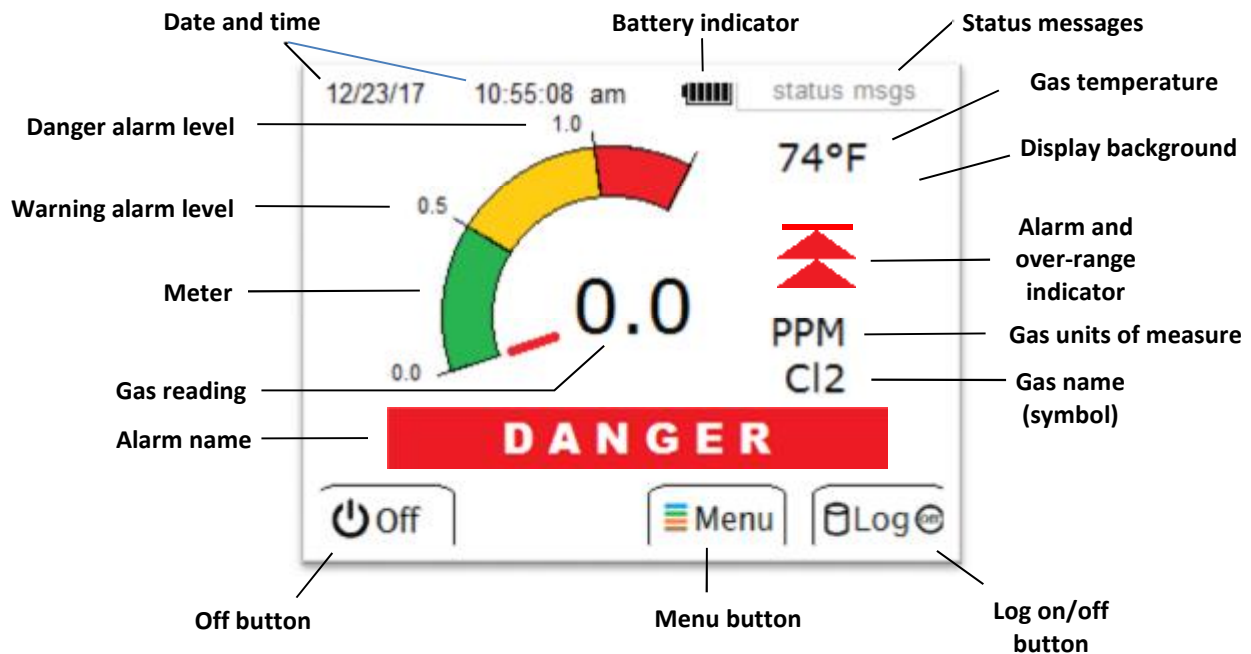 Date and time
Battery indicator
Status messages
12/23/17 10:55:08 am
status msgs
Gas temperature
Danger alarm level
1.0
74°F
Display background
Warning alarm level
0.5
Alarm and
over-range
indicator
Meter
0.0
PPM
Gas units of measure
0.0
Cl2
Gas name
(symbol)
Gas reading
Alarm name
DANGER
Off
Menu
Log Off
Off button
Menu button
Log on/off
button